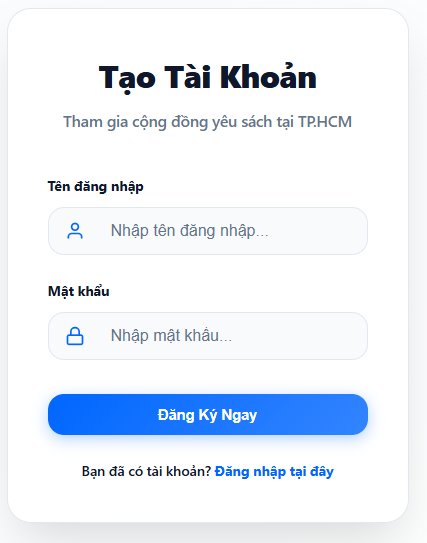 Tạo Tài Khoản
Tham gia cộng đồng yêu sách tại TP.HCM
Tên đăng nhập
Nhập tên đăng nhập...
Mật khẩu
Nhập mật khẩu...
Đăng Ký Ngay
Bạn đã có tài khoản? Đăng nhập tại đây